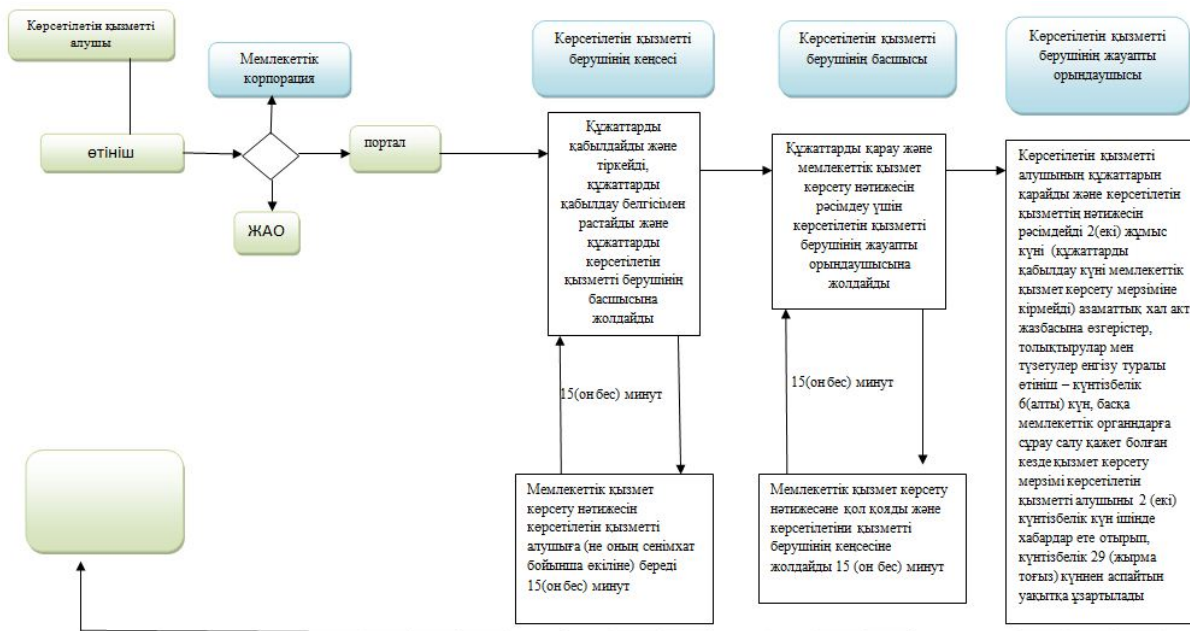 Көрсетілетін қызметті
алушы
Мемлекеттік
корпорация
өтініш
портал
ЖАО
Көрсетілетін қызметті
берушінің кеңсесі
Құжаттарды
қабылдайды және
тіркейді,
құжаттарды
қабылдау белгісімен
растайды және
құжаттарды
көрсетілетін
қызметті берушінің
басшысына
жолдайды
15(он бес) минут
Мемлекеттік қызмет
көрсету нәтижесін
көрсетілетін қызметті
алушыға (не оның сенімхат
бойынша өкіліне) береді
15(он бес) минут
Көрсетілетін қызметті
берушінің басшысы
Құжаттарды қарау және
мемлекеттік қызмет
көрсету нәтижесін
рәсімдеу үшін
көрсетілетін қызметті
берушінің жауапты
орындаушысына
жолдайды
15(он бес) минут
Мемлекеттік қызмет көрсету
нәтижесәне қол қояды және
көрсетілетіни қызметті
берушінің кеңсесіне
жолдайды 15 (он бес) минут
Көрсетілетін қызметті
берушінің жауапты
орындаушысы
Көрсетілетін қызметті
алушының құжаттарын
қарайды және көрсетілетін
қызметтің нәтижесін
рәсімдейді 2(екі) жұмыс
күні (құжаттарды
қабылдау күні мемлекеттік
қызмет көрсету мерзіміне
кірмейді) азаматтық хал акт
жазбасына өзгерістер,
толықтырулар мен
түзетулер енгізу туралы
өтініш – күнтізбелік
6(алты) күн, басқа
мемлекеттік органндарға
сұрау салу қажет болған
кезде қызмет көрсету
мерзімі көрсетілетін
қызметті алушыны 2 (екі)
күнтізбелік күн ішінде
хабардар ете отырып,
күнтізбелік 29 (жырма
тоғыз) күннен аспайтын
уақытқа ұзартылады